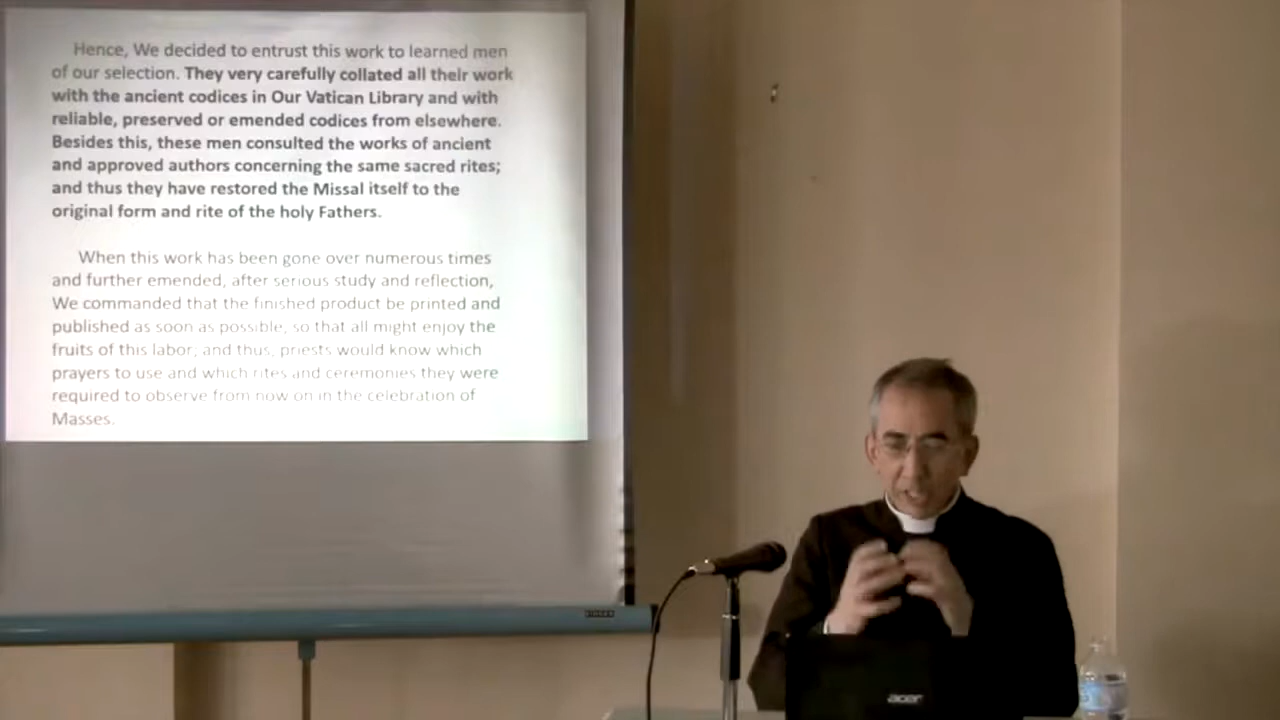 Hence, We decided to entrust this work to learned men
of our selection. They very carefully collated all their work
with the ancient codices in Our Vatican Library and with
reliable, preserved or emended codices from elsewhere.
Besides this, these men consulted the works of ancient
and approved authors concerning the same sacred rites;
and thus they have restored the Missal itself to the
original form and rite of the holy Fathers.
When this work has been gone over numerous times
and further emended, after serious study and reflection,
We commanded that the finished product be printed and
published as soon as possible, so that all might enjoy the
fruits of this labor; and thus, priests would know which
prayers to use and which rites and ceremonies they were
required to observe from now on in the celebration of
Masses.
acer